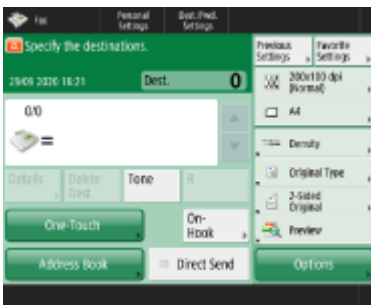 Fax
Personal Settings
Dest. Fwd. Settings
Specify the destinations.
Previous Settings
Favorite Settings
29/09 2020 18:21
Dest.
0
200x100 dpi
(Normal)
0/0
A4
Density
Details
Delete
Dest.
Tone
R
Original Type
2-Sided
Original
One-Touch
On-
Hook
Preview
Address Book
Direct Send
Options